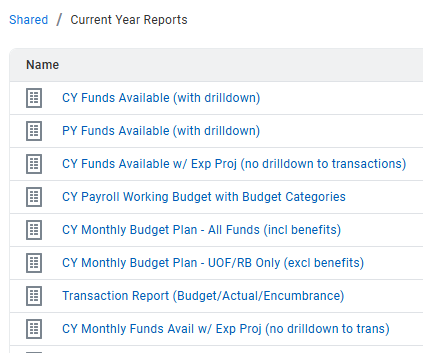 Shared / Current Year Reports
Name
CY Funds Available (with drilldown)
PY Funds Available (with drilldown)
CY Funds Available w/ Exp Proj (no drilldown to transactions)
CY Payroll Working Budget with Budget Categories
CY Monthly Budget Plan - All Funds (incl benefits)
CY Monthly Budget Plan - UOF/RB Only (excl benefits)
Transaction Report (Budget/Actual/Encumbrance)
CY Monthly Funds Avail w/ Exp Proj (no drilldown to trans)